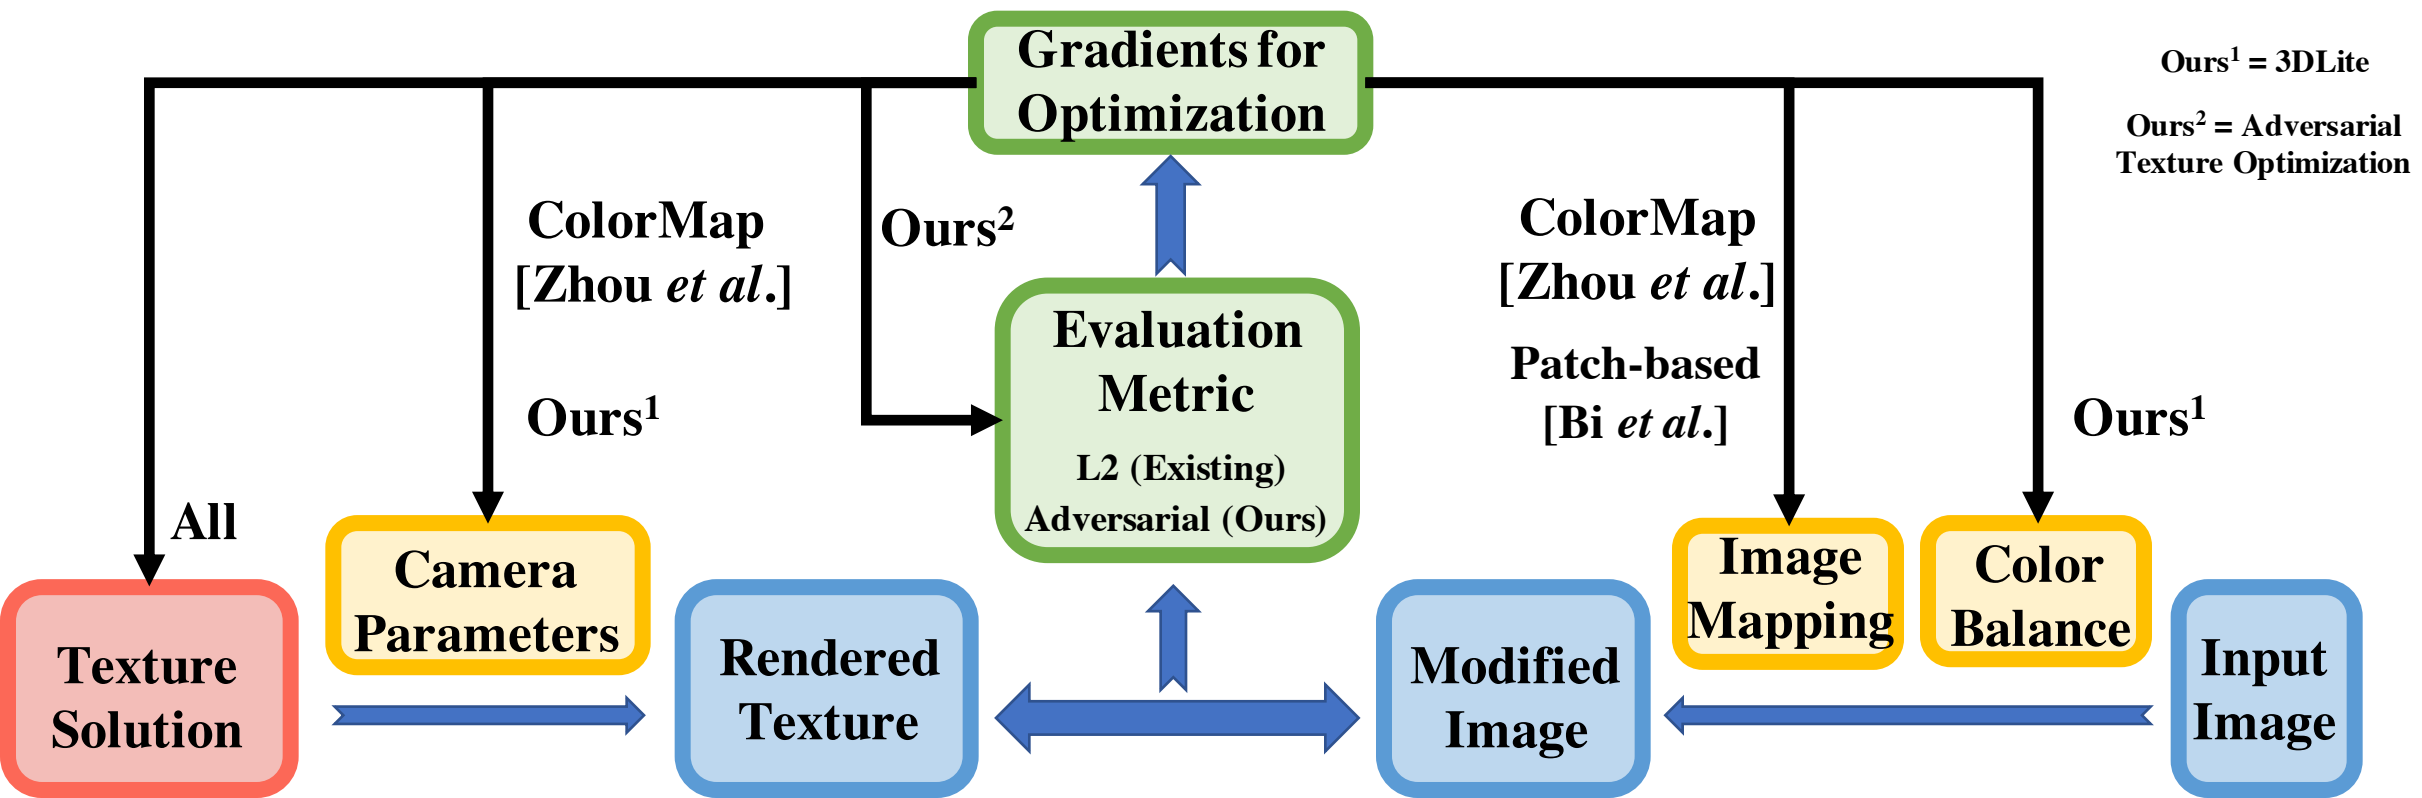 Gradients for
Optimization
Ours¹ = 3DLite
Ours² = Adversarial
Texture Optimization
ColorMap
[Zhou et al.]
Ours¹
All
Ours²
Evaluation
Metric
L2 (Existing)
Adversarial (Ours)
ColorMap
[Zhou et al.]
Patch-based
[Bi et al.]
Ours¹
Texture
Solution
Camera
Parameters
Rendered
Texture
Modified
Image
Image
Mapping
Color
Balance
Input
Image